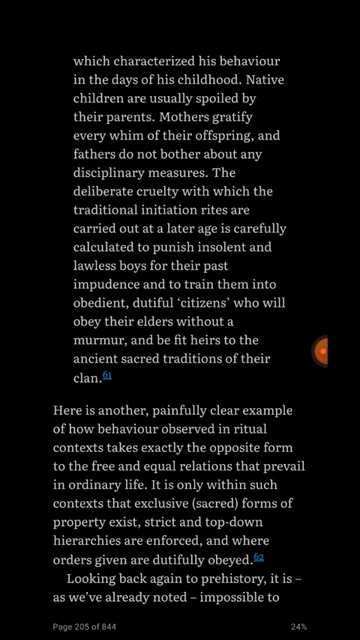 which characterized his behaviour
in the days of his childhood. Native
children are usually spoiled by
their parents. Mothers gratify
every whim of their offspring, and
fathers do not bother about any
disciplinary measures. The
deliberate cruelty with which the
traditional initiation rites are
carried out at a later age is carefully
calculated to punish insolent and
lawless boys for their past
impudence and to train them into
obedient, dutiful ‘citizens’ who will
obey their elders without a
murmur, and be fit heirs to the
ancient sacred traditions of their
clan.61
Here is another, painfully clear example
of how behaviour observed in ritual
contexts takes exactly the opposite form
to the free and equal relations that prevail
in ordinary life. It is only within such
contexts that exclusive (sacred) forms of
property exist, strict and top-down
hierarchies are enforced, and where
orders given are dutifully obeyed.62
Looking back again to prehistory, it is –
as we’ve already noted – impossible to
Page 205 of 844 24%